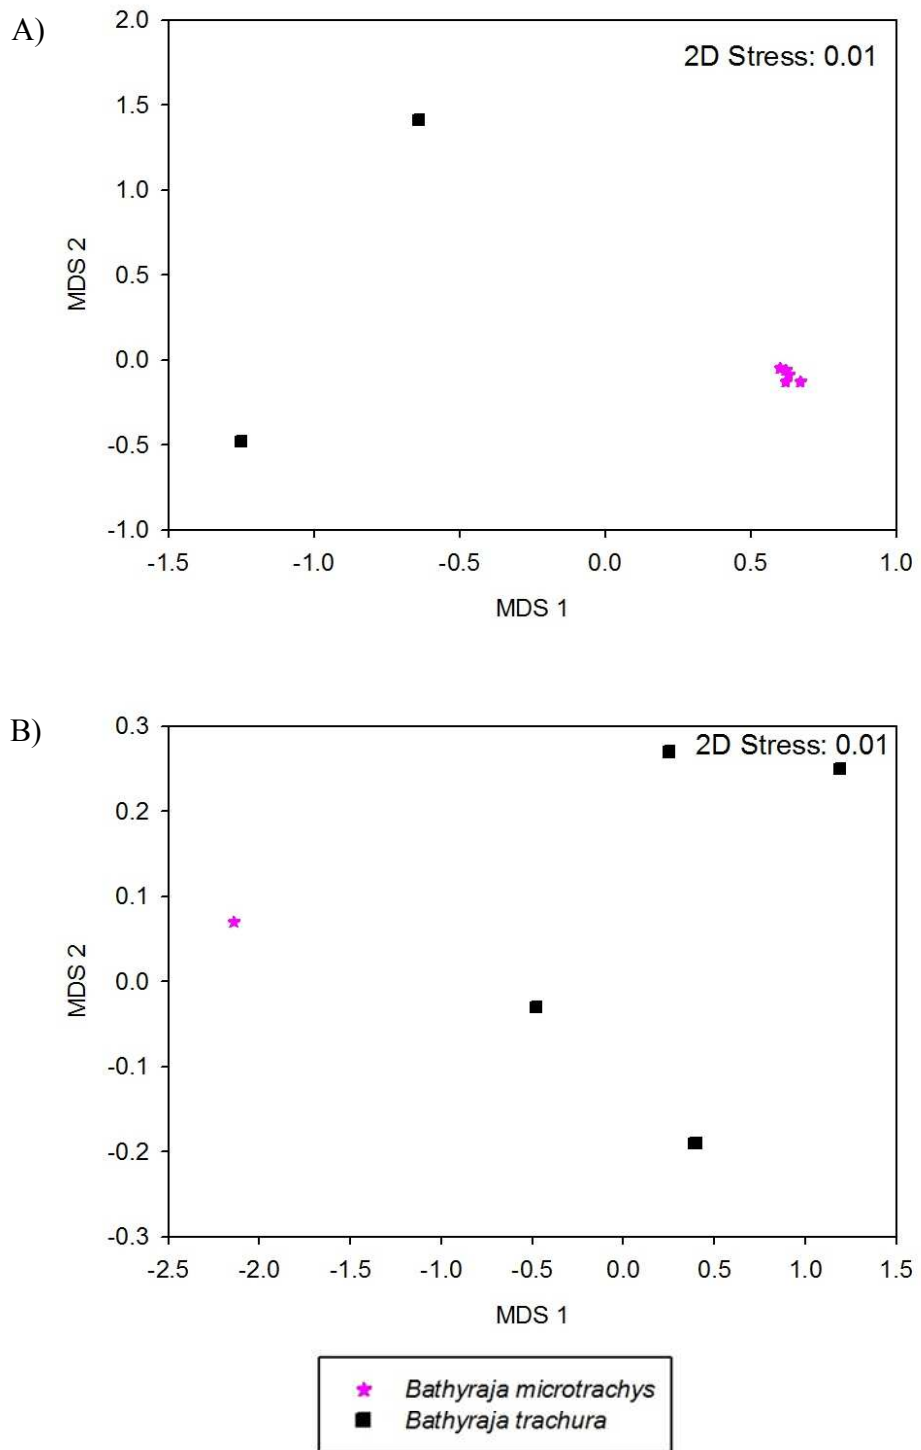 A)
2.0
2D Stress: 0.01
1.5
1.0
MDS 2
0.5
0.0
-0.5
-1.0
-1.5 -1.0 -0.5 0.0 0.5 1.0
MDS 1
B)
0.3
2D Stress: 0.01
0.2
0.1
MDS 2
0.0
-0.1
-0.2
-0.3
-2.5 -2.0 -1.5 -1.0 -0.5 0.0 0.5 1.0 1.5
MDS 1
Bathyraja microtrachys
Bathyraja trachura